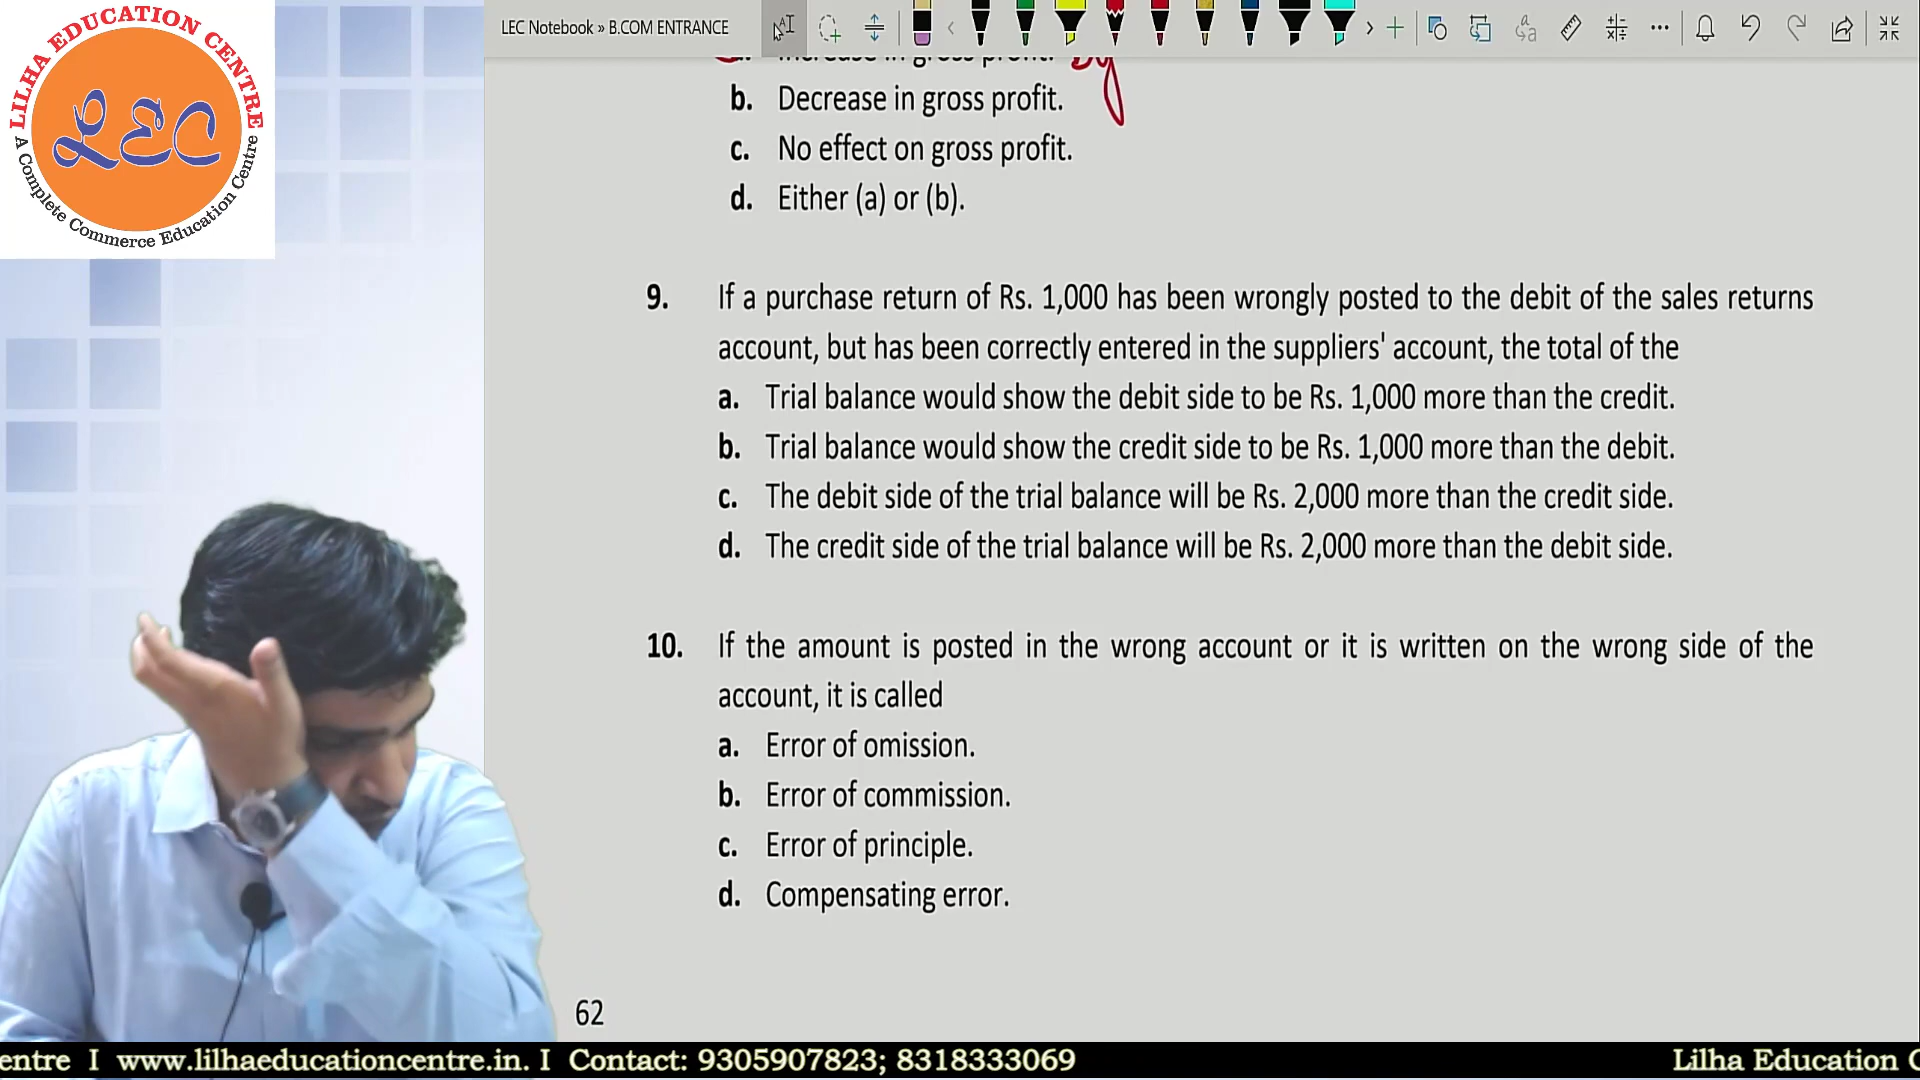 LILHA EDUCATION CENTRE
LEC
A Complete Commerce Education Centre
LEC Notebook » B.COM ENTRANCE
a. Increase in gross profit.
b. Decrease in gross profit.
c. No effect on gross profit.
d. Either (a) or (b).
9. If a purchase return of Rs. 1,000 has been wrongly posted to the debit of the sales returns
account, but has been correctly entered in the suppliers' account, the total of the
a. Trial balance would show the debit side to be Rs. 1,000 more than the credit.
b. Trial balance would show the credit side to be Rs. 1,000 more than the debit.
c. The debit side of the trial balance will be Rs. 2,000 more than the credit side.
d. The credit side of the trial balance will be Rs. 2,000 more than the debit side.
10. If the amount is posted in the wrong account or it is written on the wrong side of the
account, it is called
a. Error of omission.
b. Error of commission.
c. Error of principle.
d. Compensating error.
62
entre I www.lilhaeducationcentre.in. I Contact: 9305907823; 8318333069 Lilha Education C